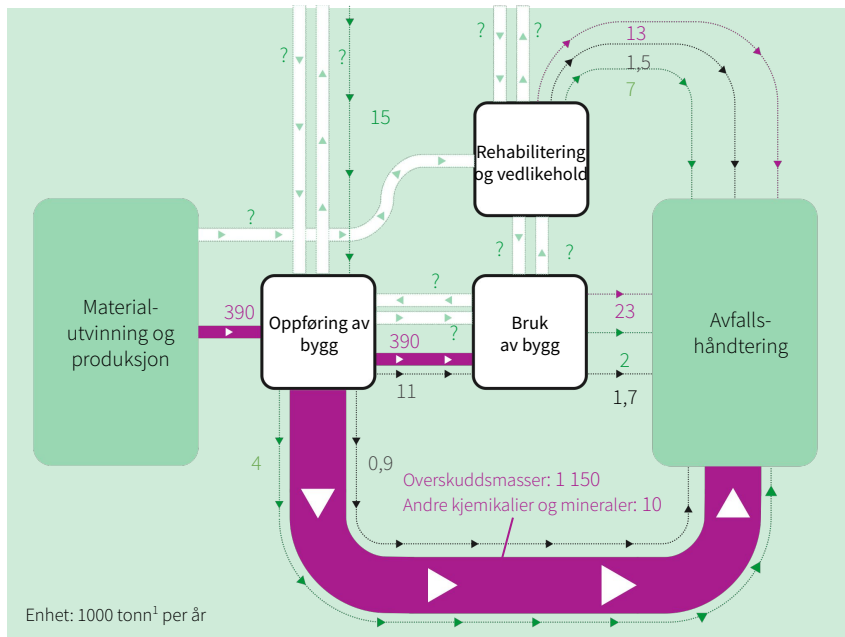 ?
?
?
?
13
1,5
7
15
Rehabilitering
og vedlikehold
?
?
?
Material-
utvinning og
produksjon
390
Oppføring av
bygg
?
?
390
11
Bruk
av bygg
23
2
1,7
Avfalls-
håndtering
4
0,9
Overskuddsmasser: 1 150
Andre kjemikalier og mineraler: 10
Enhet: 1000 tonn¹ per år